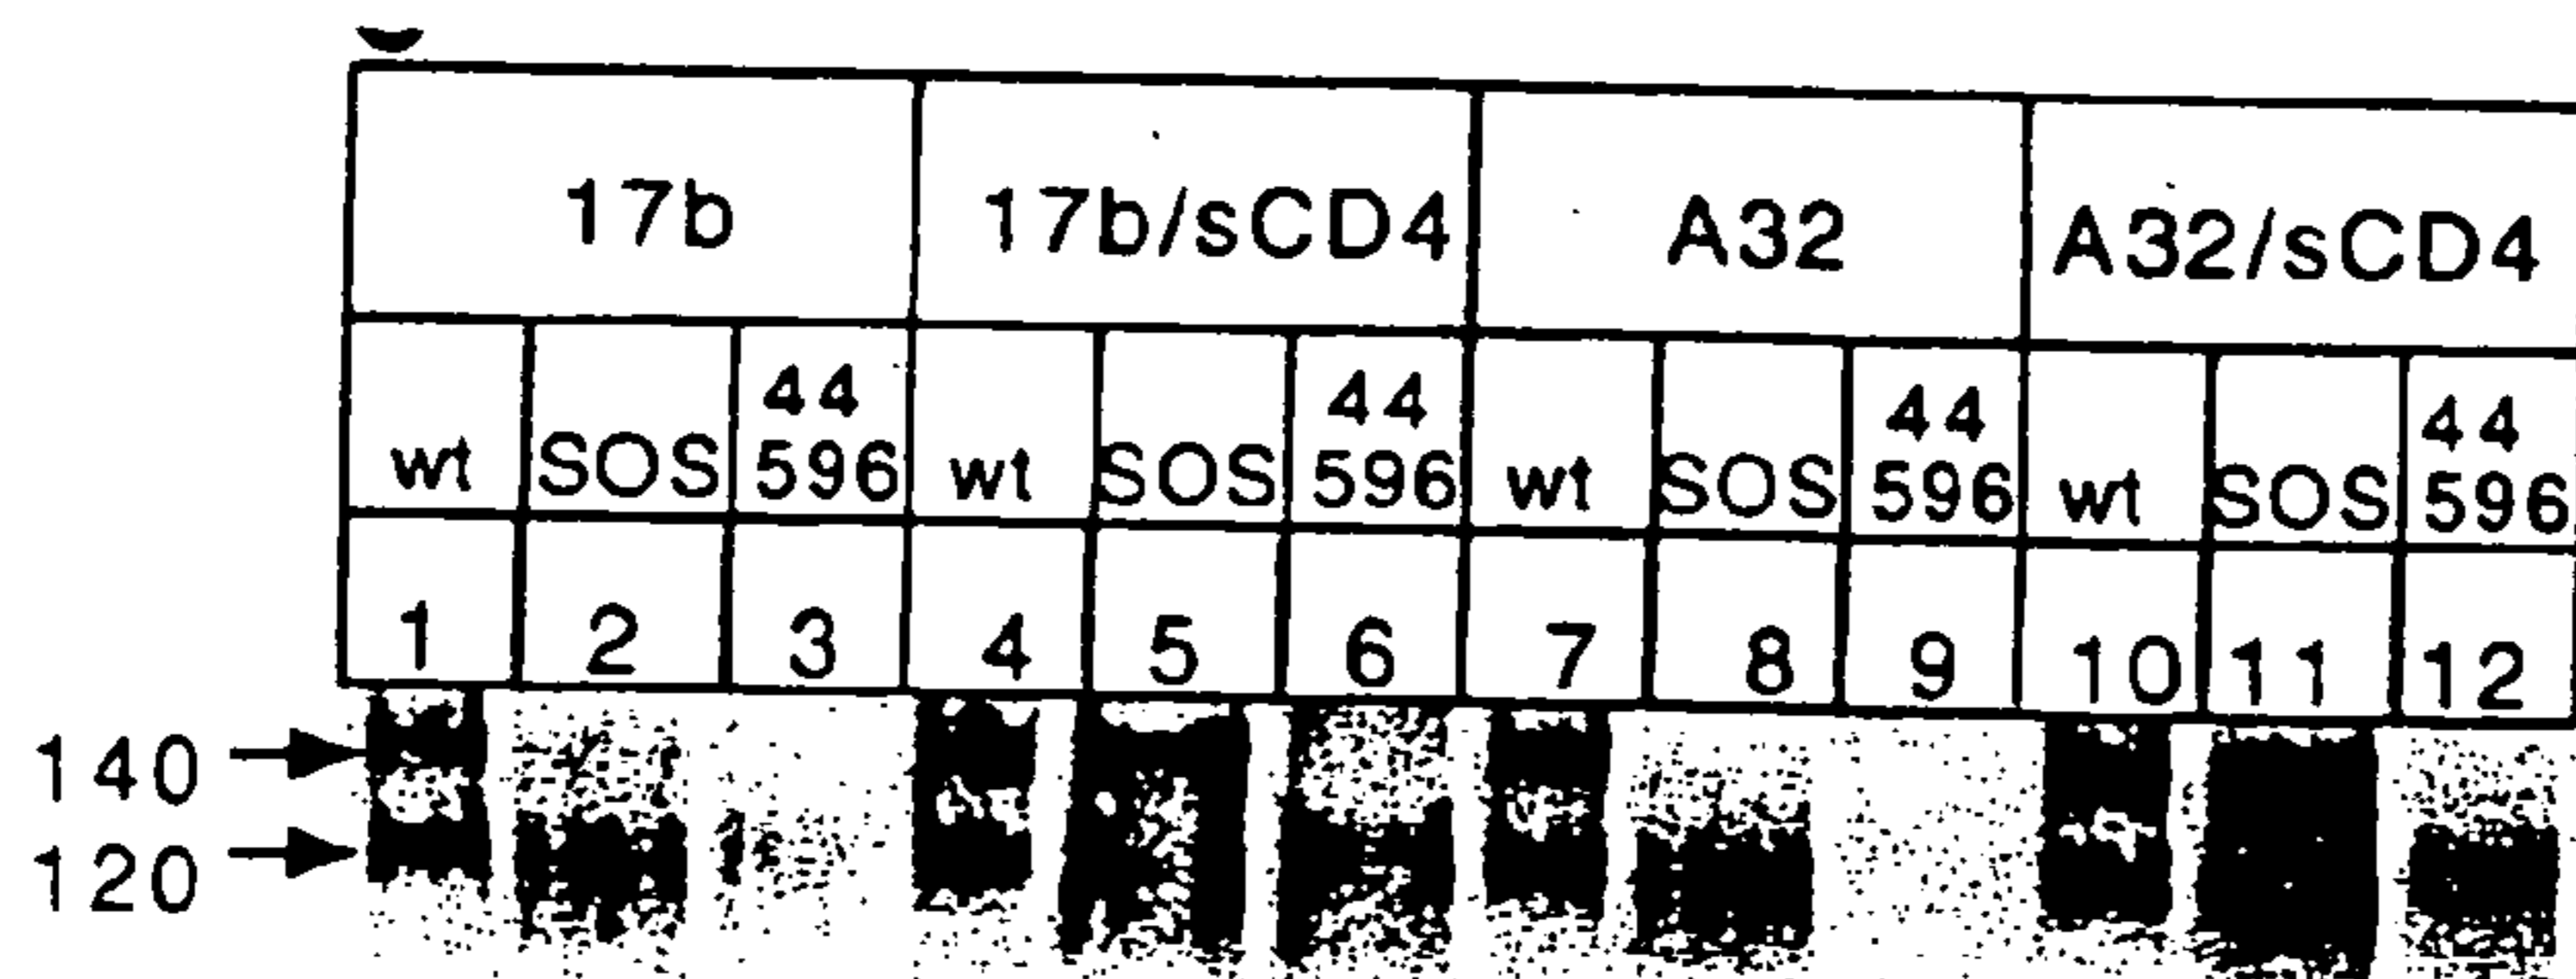 17b 17b/sCD4 A32 A32/sCD4
44 44 44 44
wt SOS 596 wt SOS 596 wt SOS 596 wt SOS 596
1 2 3 4 5 6 7 8 9 10 11 12
140
120